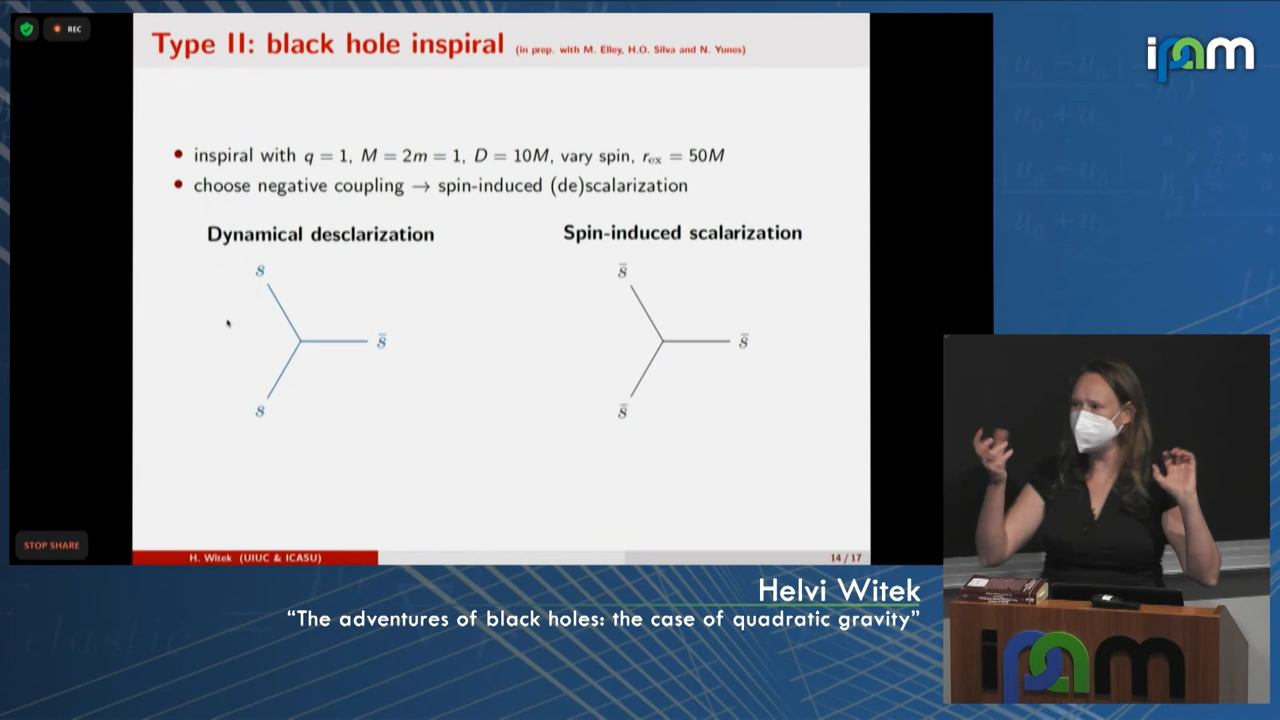 REC
Type II: black hole inspiral (in prep. with M. Elley, H.O. Silva and N. Yunes)
ipam
• inspiral with q = 1, M = 2m = 1, D = 10M, vary spin, rₑₓ = 50M
• choose negative coupling → spin-induced (de)scalarization
Dynamical desclarization
Spin-induced scalarization
s
s̄
s
s̄
s̄
s̄
STOP SHARE
H. Witek (UIUC & ICASU)
14 / 17
Helvi Witek
“The adventures of black holes: the case of quadratic gravity”
ipam